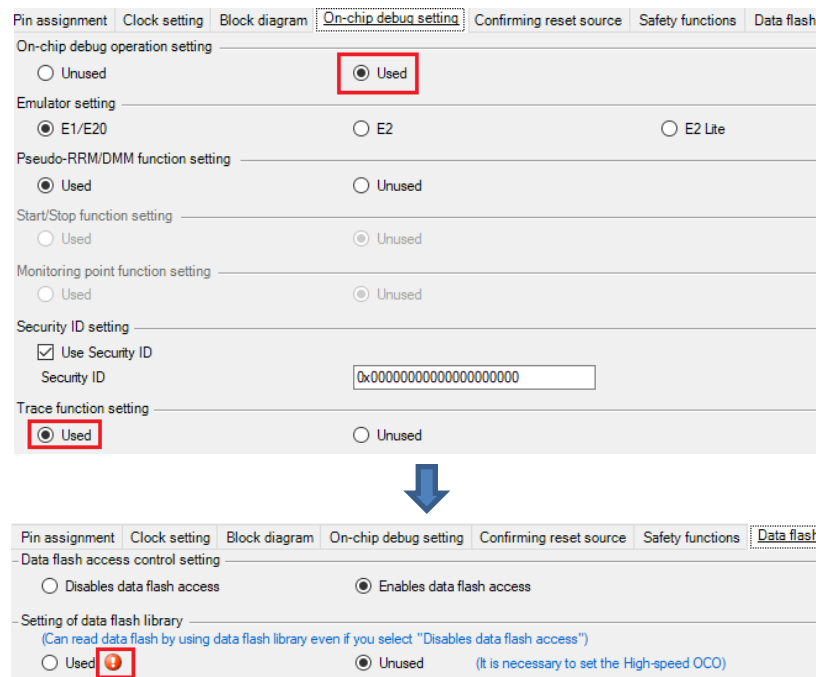 Pin assignment Clock setting Block diagram On-chip debug setting Confirming reset source Safety functions Data flash
On-chip debug operation setting
Unused Used
Emulator setting
E1/E20 E2 E2 Lite
Pseudo-RRM/DMM function setting
Used Unused
Start/Stop function setting
Used Unused
Monitoring point function setting
Used Unused
Security ID setting
Use Security ID
Security ID 0x00000000000000000000
Trace function setting
Used Unused
Pin assignment Clock setting Block diagram On-chip debug setting Confirming reset source Safety functions Data flash
Data flash access control setting
Disables data flash access Enables data flash access
Setting of data flash library
(Can read data flash by using data flash library even if you select "Disables data flash access")
Used Unused (It is necessary to set the High-speed OCO)